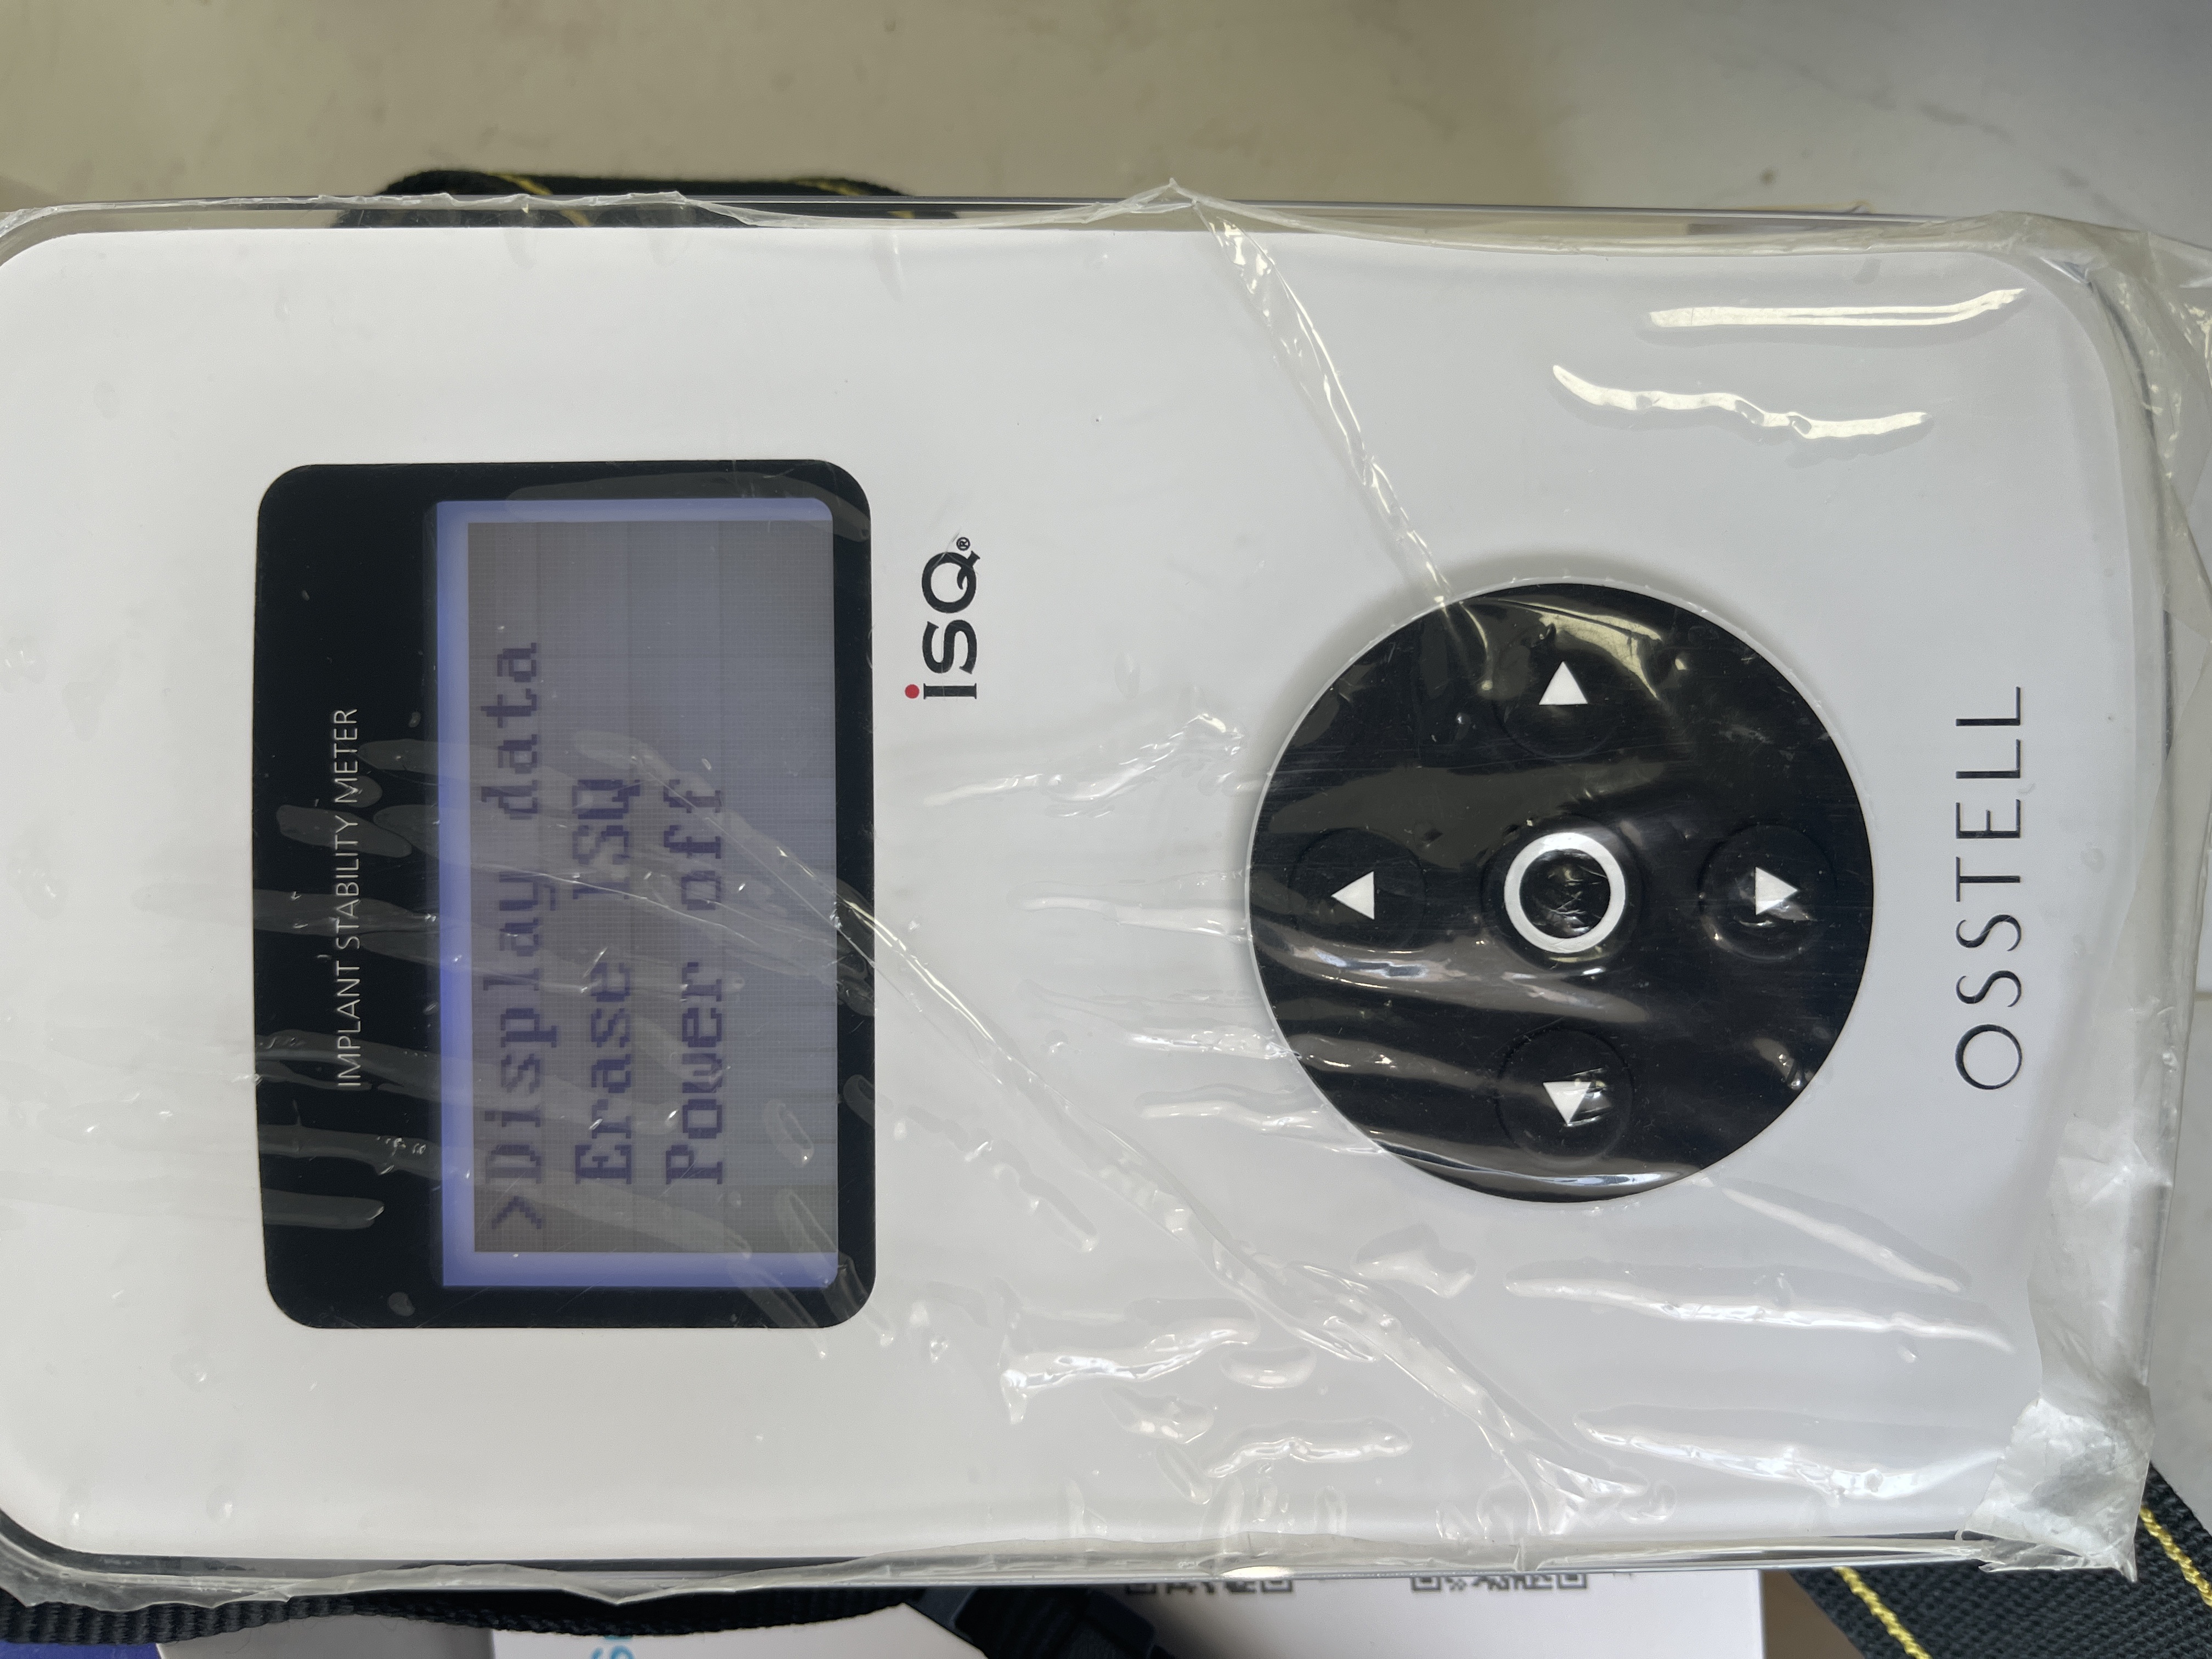 IMPLANT STABILITY METER
>Display data
Erase ISQ
Power off
iSQ®
OSSTELL